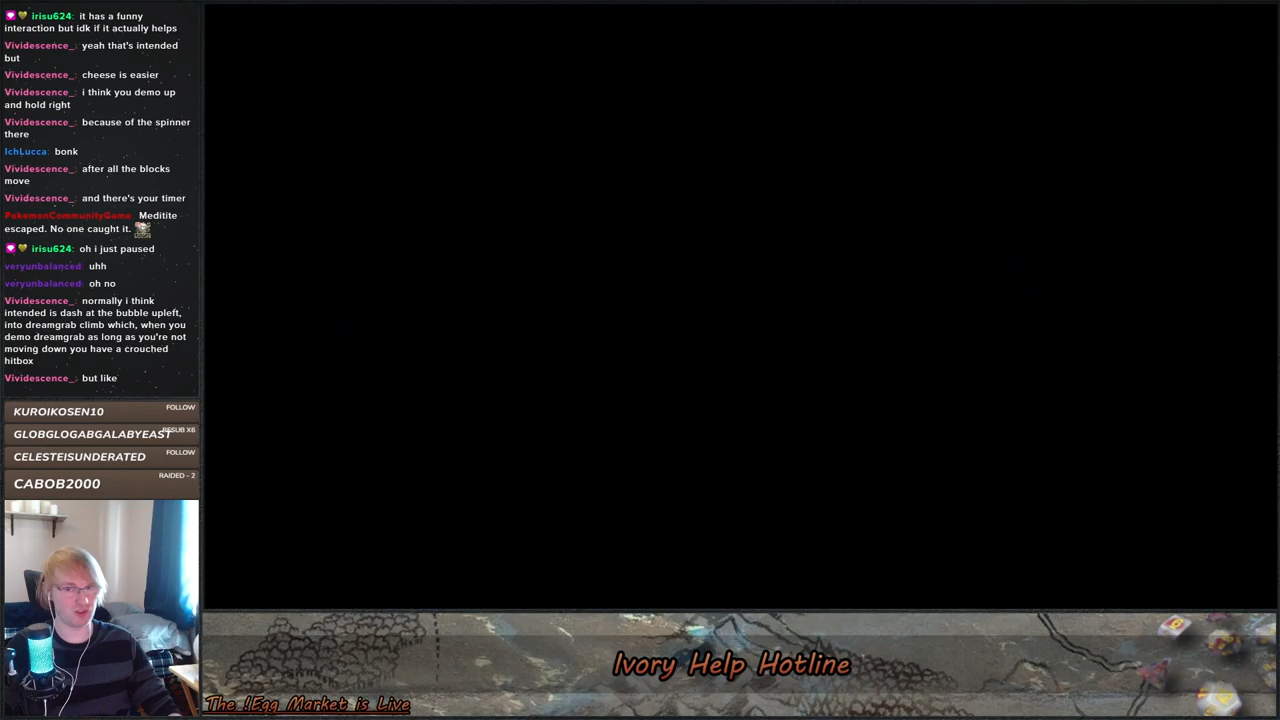 irisu624: it has a funny
interaction but idk if it actually helps
Vividescence_: yeah that's intended
but
Vividescence_: cheese is easier
Vividescence_: i think you demo up
and hold right
Vividescence_: because of the spinner
there
IchLucca: bonk
Vividescence_: after all the blocks
move
Vividescence_: and there's your timer
PokemonCommunityGame: Meditite
escaped. No one caught it.
irisu624: oh i just paused
veryunbalanced: uhh
veryunbalanced: oh no
Vividescence_: normally i think
intended is dash at the bubble upleft,
into dreamgrab climb which, when you
demo dreamgrab as long as you're not
moving down you have a crouched
hitbox
Vividescence_: but like
KUROIKOSEN10 FOLLOW
GLOBGLOGABGALABYEAST RESUB X6
CELESTEISUNDERATED FOLLOW
CABOB2000 RAIDED - 2
Ivory Help Hotline
The !Egg Market is Live